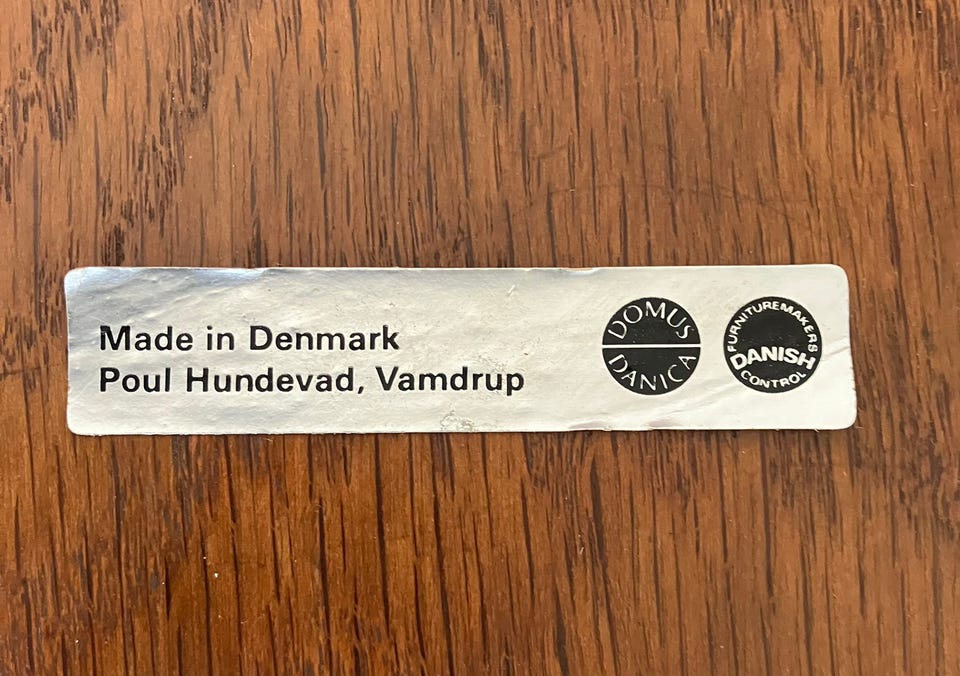 Made in Denmark
Poul Hundevad, Vamdrup
DOMUS
DANICA
FURNITUREMAKERS
DANISH
CONTROL